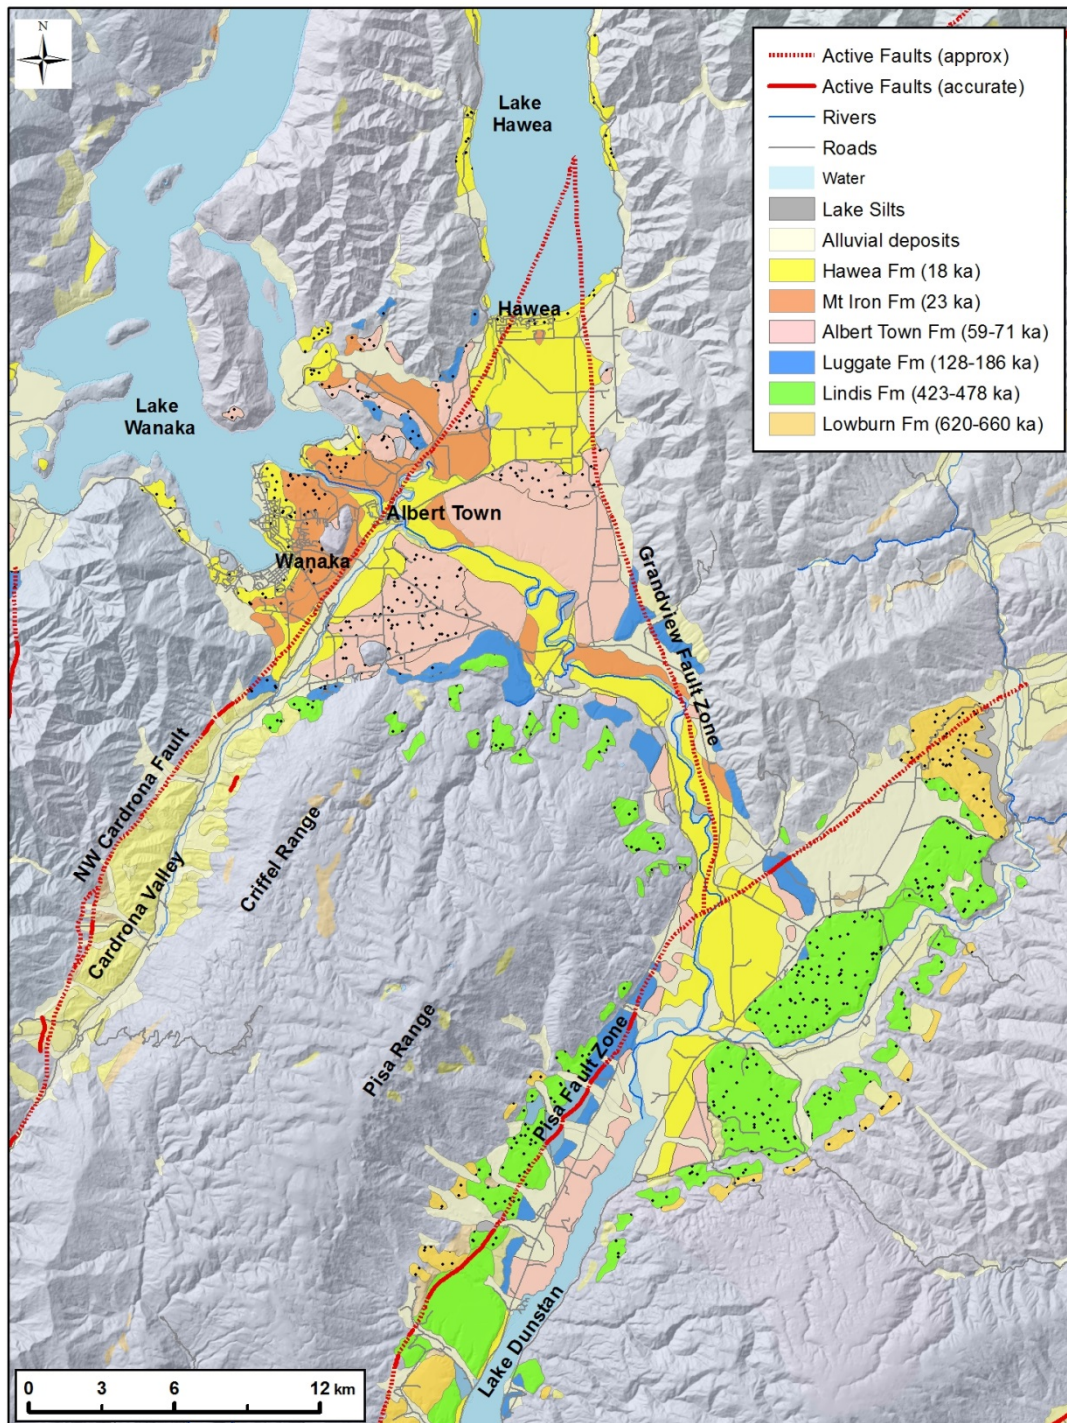 N
Active Faults (approx)
Active Faults (accurate)
Rivers
Roads
Water
Lake Silts
Alluvial deposits
Hawea Fm (18 ka)
Mt Iron Fm (23 ka)
Albert Town Fm (59-71 ka)
Luggate Fm (128-186 ka)
Lindis Fm (423-478 ka)
Lowburn Fm (620-660 ka)
Lake
Hawea
Hawea
Lake
Wanaka
Albert Town
Wanaka
Grandview Fault Zone
NW Cardrona Fault
Cardrona Valley
Criffel Range
Pisa Range
Pisa Fault Zone
Lake Dunstan
0 3 6 12 km